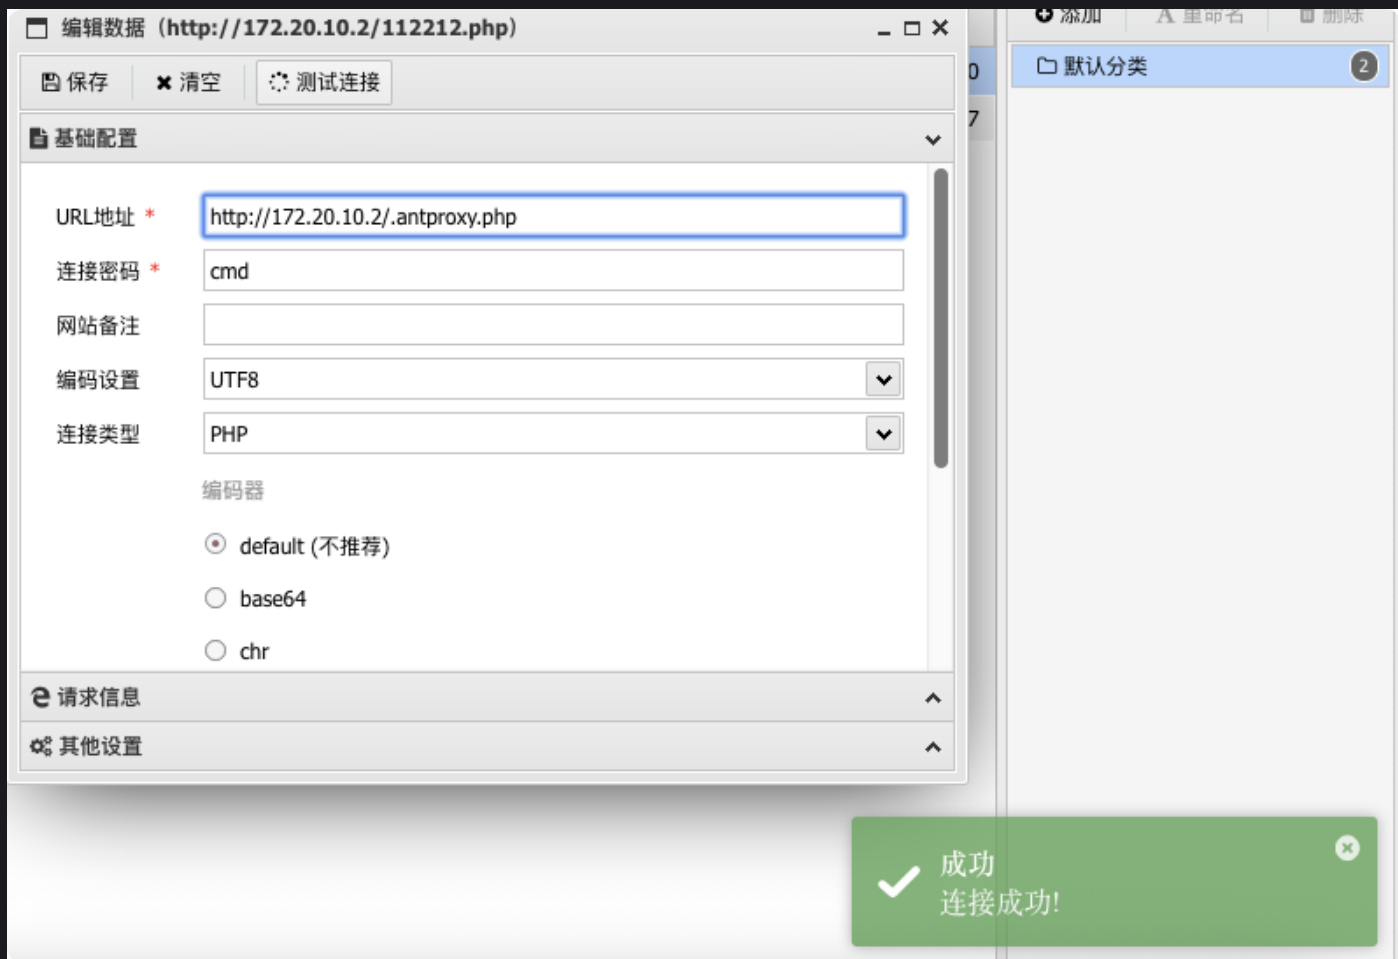 编辑数据（http://172.20.10.2/112212.php）
保存 清空 测试连接
基础配置
URL地址 * http://172.20.10.2/.antproxy.php
连接密码 * cmd
网站备注
编码设置 UTF8
连接类型 PHP
编码器
default (不推荐)
base64
chr
请求信息
其他设置
0
7
添加 A 重命名 删除
默认分类 2
成功
连接成功!